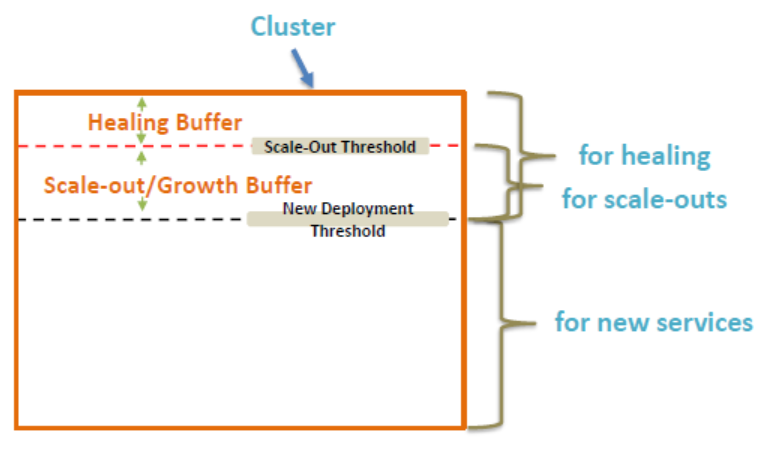 Cluster
Healing Buffer
Scale-Out Threshold
for healing
Scale-out/Growth Buffer
for scale-outs
New Deployment
Threshold
for new services